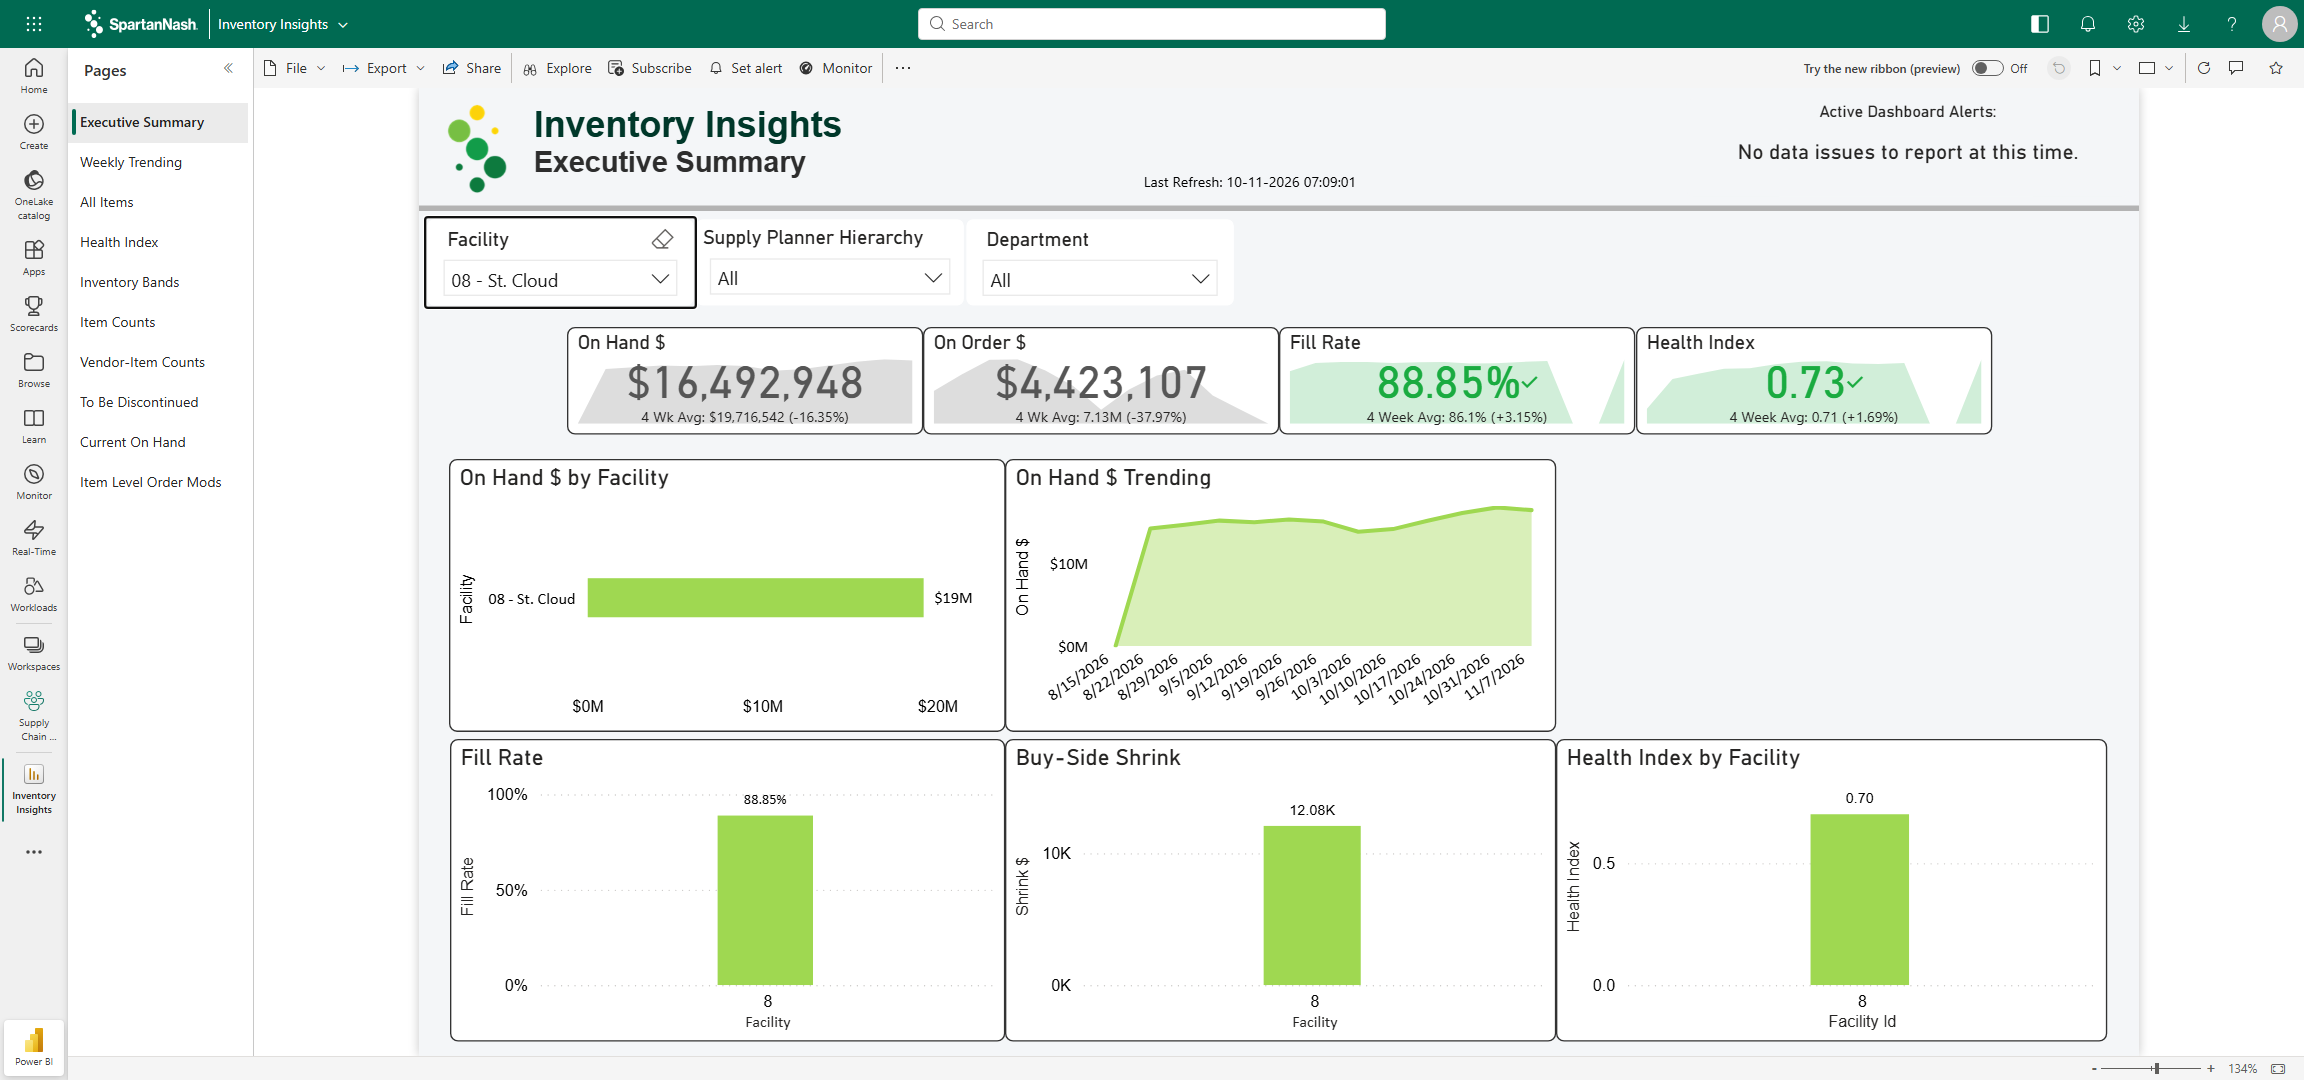 SpartanNash
Inventory Insights
Search
Home
Create
OneLake
catalog
Apps
Scorecards
Browse
Learn
Monitor
Real-Time
Workloads
Workspaces
Supply
Chain ...
Inventory
Insights
Power BI
Pages
Executive Summary
Weekly Trending
All Items
Health Index
Inventory Bands
Item Counts
Vendor-Item Counts
To Be Discontinued
Current On Hand
Item Level Order Mods
File
Export
Share
Explore
Subscribe
Set alert
Monitor
Try the new ribbon (preview)
Off
Inventory Insights
Executive Summary
Last Refresh: 10-11-2026 07:09:01
Active Dashboard Alerts:
No data issues to report at this time.
Facility
08 - St. Cloud
Supply Planner Hierarchy
All
Department
All
On Hand $
$16,492,948
4 Wk Avg: $19,716,542 (-16.35%)
On Order $
$4,423,107
4 Wk Avg: 7.13M (-37.97%)
Fill Rate
88.85%
4 Week Avg: 86.1% (+3.15%)
Health Index
0.73
4 Week Avg: 0.71 (+1.69%)
On Hand $ by Facility
Facility
08 - St. Cloud
$19M
$0M
$10M
$20M
On Hand $ Trending
On Hand $
$10M
$0M
8/15/2026
8/22/2026
8/29/2026
9/5/2026
9/12/2026
9/19/2026
9/26/2026
10/3/2026
10/10/2026
10/17/2026
10/24/2026
10/31/2026
11/7/2026
Fill Rate
Fill Rate
100%
50%
0%
88.85%
8
Facility
Buy-Side Shrink
Shrink $
10K
0K
12.08K
8
Facility
Health Index by Facility
Health Index
0.5
0.0
0.70
8
Facility Id
134%